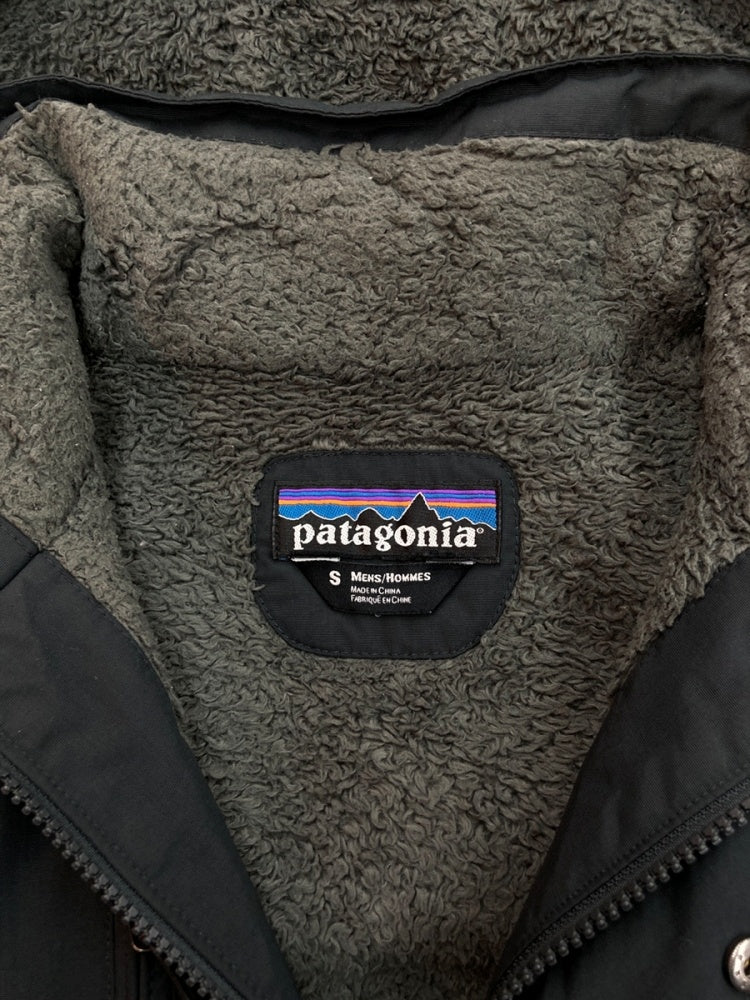 patagonia®
S MENS/HOMMES
MADE IN CHINA
FABRIQUÉ EN CHINE